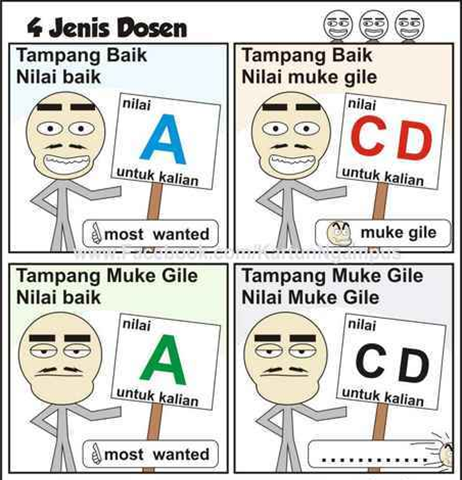 4 Jenis Dosen
Tampang Baik
Nilai baik
nilai
A
untuk kalian
most wanted
Tampang Baik
Nilai muke gile
nilai
C D
untuk kalian
muke gile
Tampang Muke Gile
Nilai baik
nilai
A
untuk kalian
most wanted
Tampang Muke Gile
Nilai Muke Gile
nilai
C D
untuk kalian
............